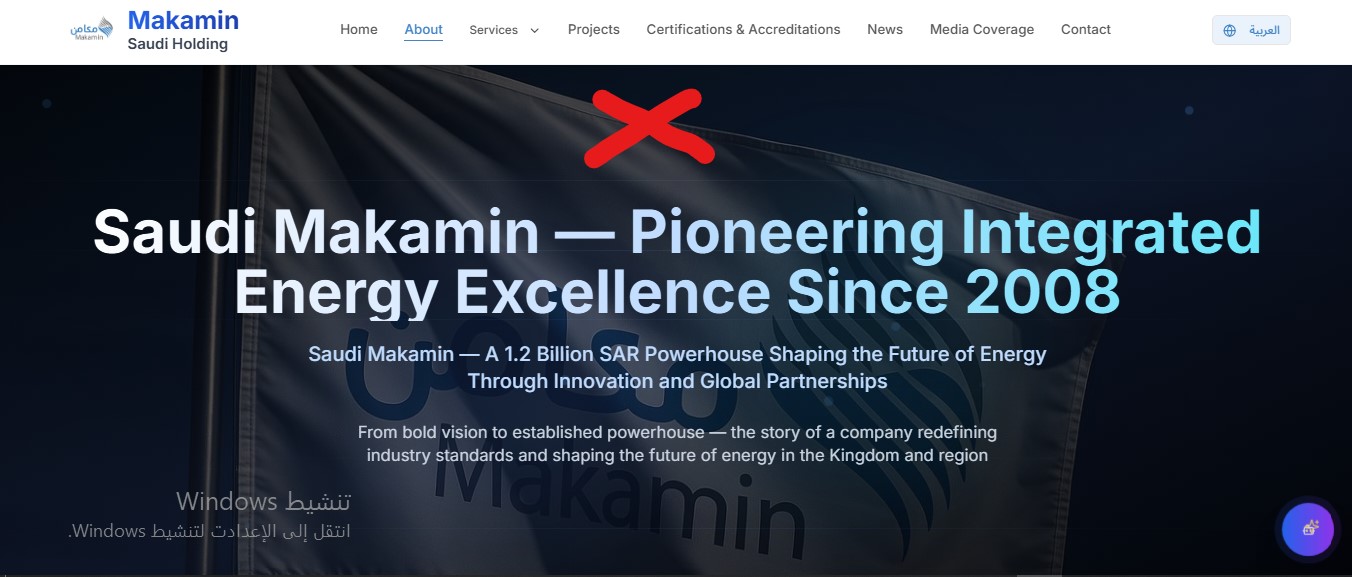 مكامن
Makamin
Makamin
Saudi Holding
Home
About
Services
Projects
Certifications & Accreditations
News
Media Coverage
Contact
العربية
Saudi Makamin — Pioneering Integrated
Energy Excellence Since 2008
Saudi Makamin — A 1.2 Billion SAR Powerhouse Shaping the Future of Energy
Through Innovation and Global Partnerships
From bold vision to established powerhouse — the story of a company redefining
industry standards and shaping the future of energy in the Kingdom and region
مكامن
Makamin
تنشيط Windows
انتقل إلى الإعدادت لتنشيط Windows.